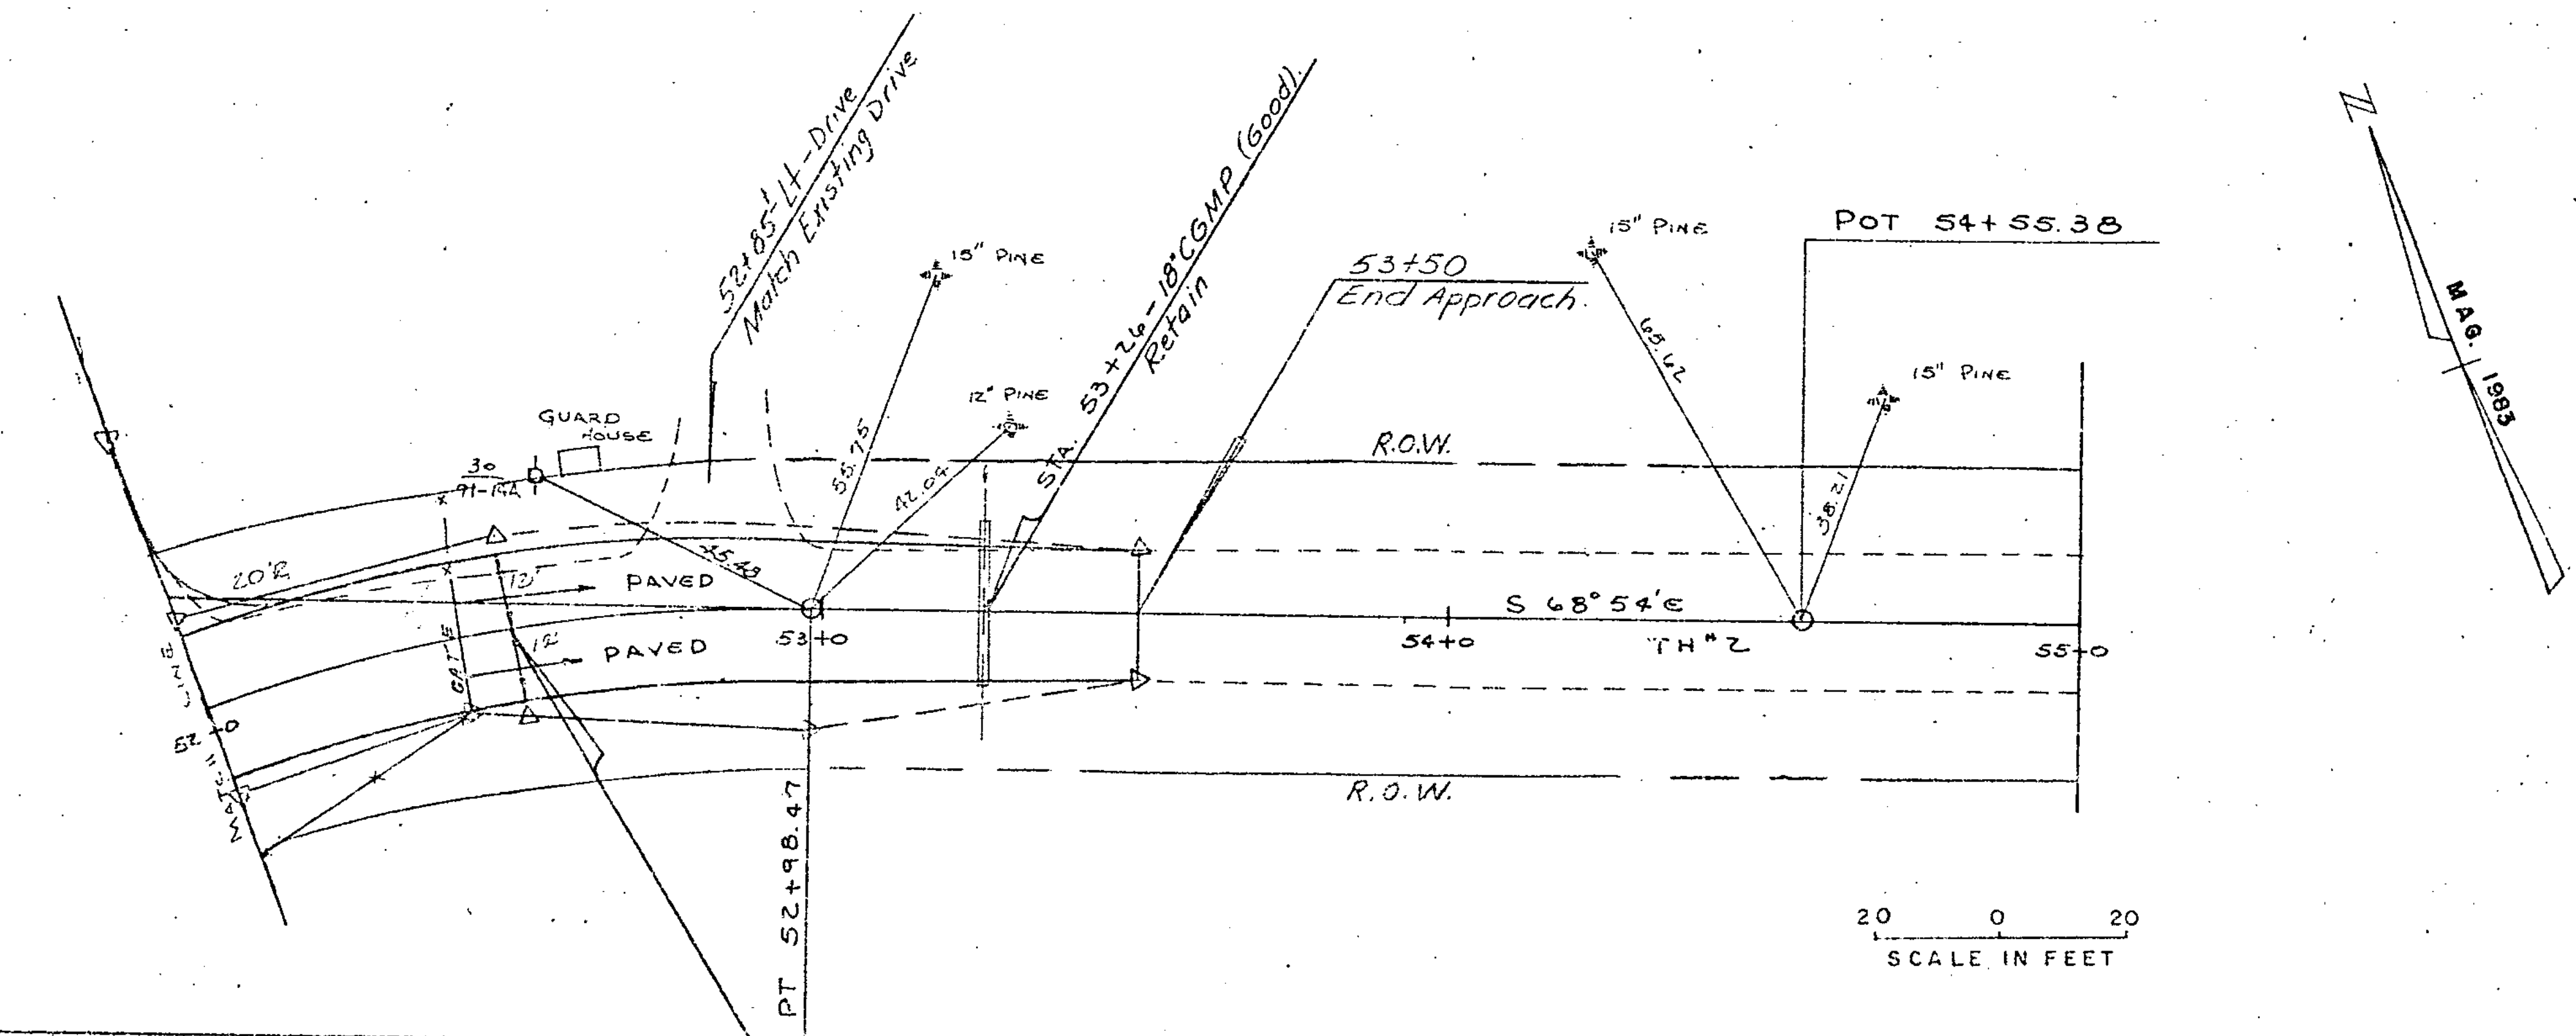 52+85' Lt-Drive
Match Existing Drive
STA. 53+26-18"CGMP (Good)
Retain
53+50
End Approach.
15" PINE
12" PINE
15" PINE
15" PINE
POT 54+55.38
N
MAG. 1983
GUARD
HOUSE
30
91-19A
55.75
42.04
65.62
38.21
R.O.W.
20'R
12'
PAVED
12'
PAVED
GATE
53+0
54+0
S 68° 54' E
TH #2
55+0
52+0
MATCH LINE
R.O.W.
PT 52+98.47
20 0 20
SCALE IN FEET